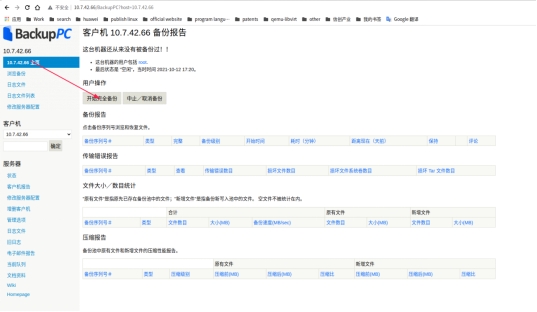 不安全 | 10.7.42.66/BackupPC?host=10.7.42.66
应用 Work search huawei publish linux official website program langu··· patents qemu-libvirt other 信创产业 我的书签 Google 翻译
BackupPC
10.7.42.66
10.7.42.66 主页
浏览备份
日志文件
日志文件列表
修改服务器配置
客户机
10.7.42.66
确定
服务器
状态
客户机报告
修改服务器配置
增删客户机
管理选项
日志文件
旧日志
电子邮件报告
当前队列
文档资料
Wiki
Homepage
客户机 10.7.42.66 备份报告
这台机器还从来没有被备份过！！
这台机器的用户包括 root.
最后状态是 "空闲"，当时时间 2021-10-12 17:20。
用户操作
开始完全备份 中止／取消备份
备份报告
点击备份序列号浏览和恢复文件。
备份序列号# 类型 完整 备份级别 开始时间 耗时（分钟） 距离现在（天前） 保持 评论
传输错误报告
备份序列号# 类型 查看 传输错误数目 损坏文件数目 损坏文件系统卷数目 损坏 Tar 文件数目
文件大小／数目统计
"原有文件"是指原先已存在备份池中的文件；"新增文件"是指备份新写入池中的文件。 空文件不被统计在内。
合计 原有文件 新增文件
备份序列号# 类型 文件数目 大小(MB) 备份速度(MB/sec) 文件数目 大小(MB) 文件数目 大小(MB)
压缩报告
备份池中原有文件和新增文件的压缩性能报告。
原有文件 新增文件
备份序列号# 类型 压缩级别 压缩前(MB) 压缩后(MB) 压缩比 压缩前(MB) 压缩后(MB) 压缩比